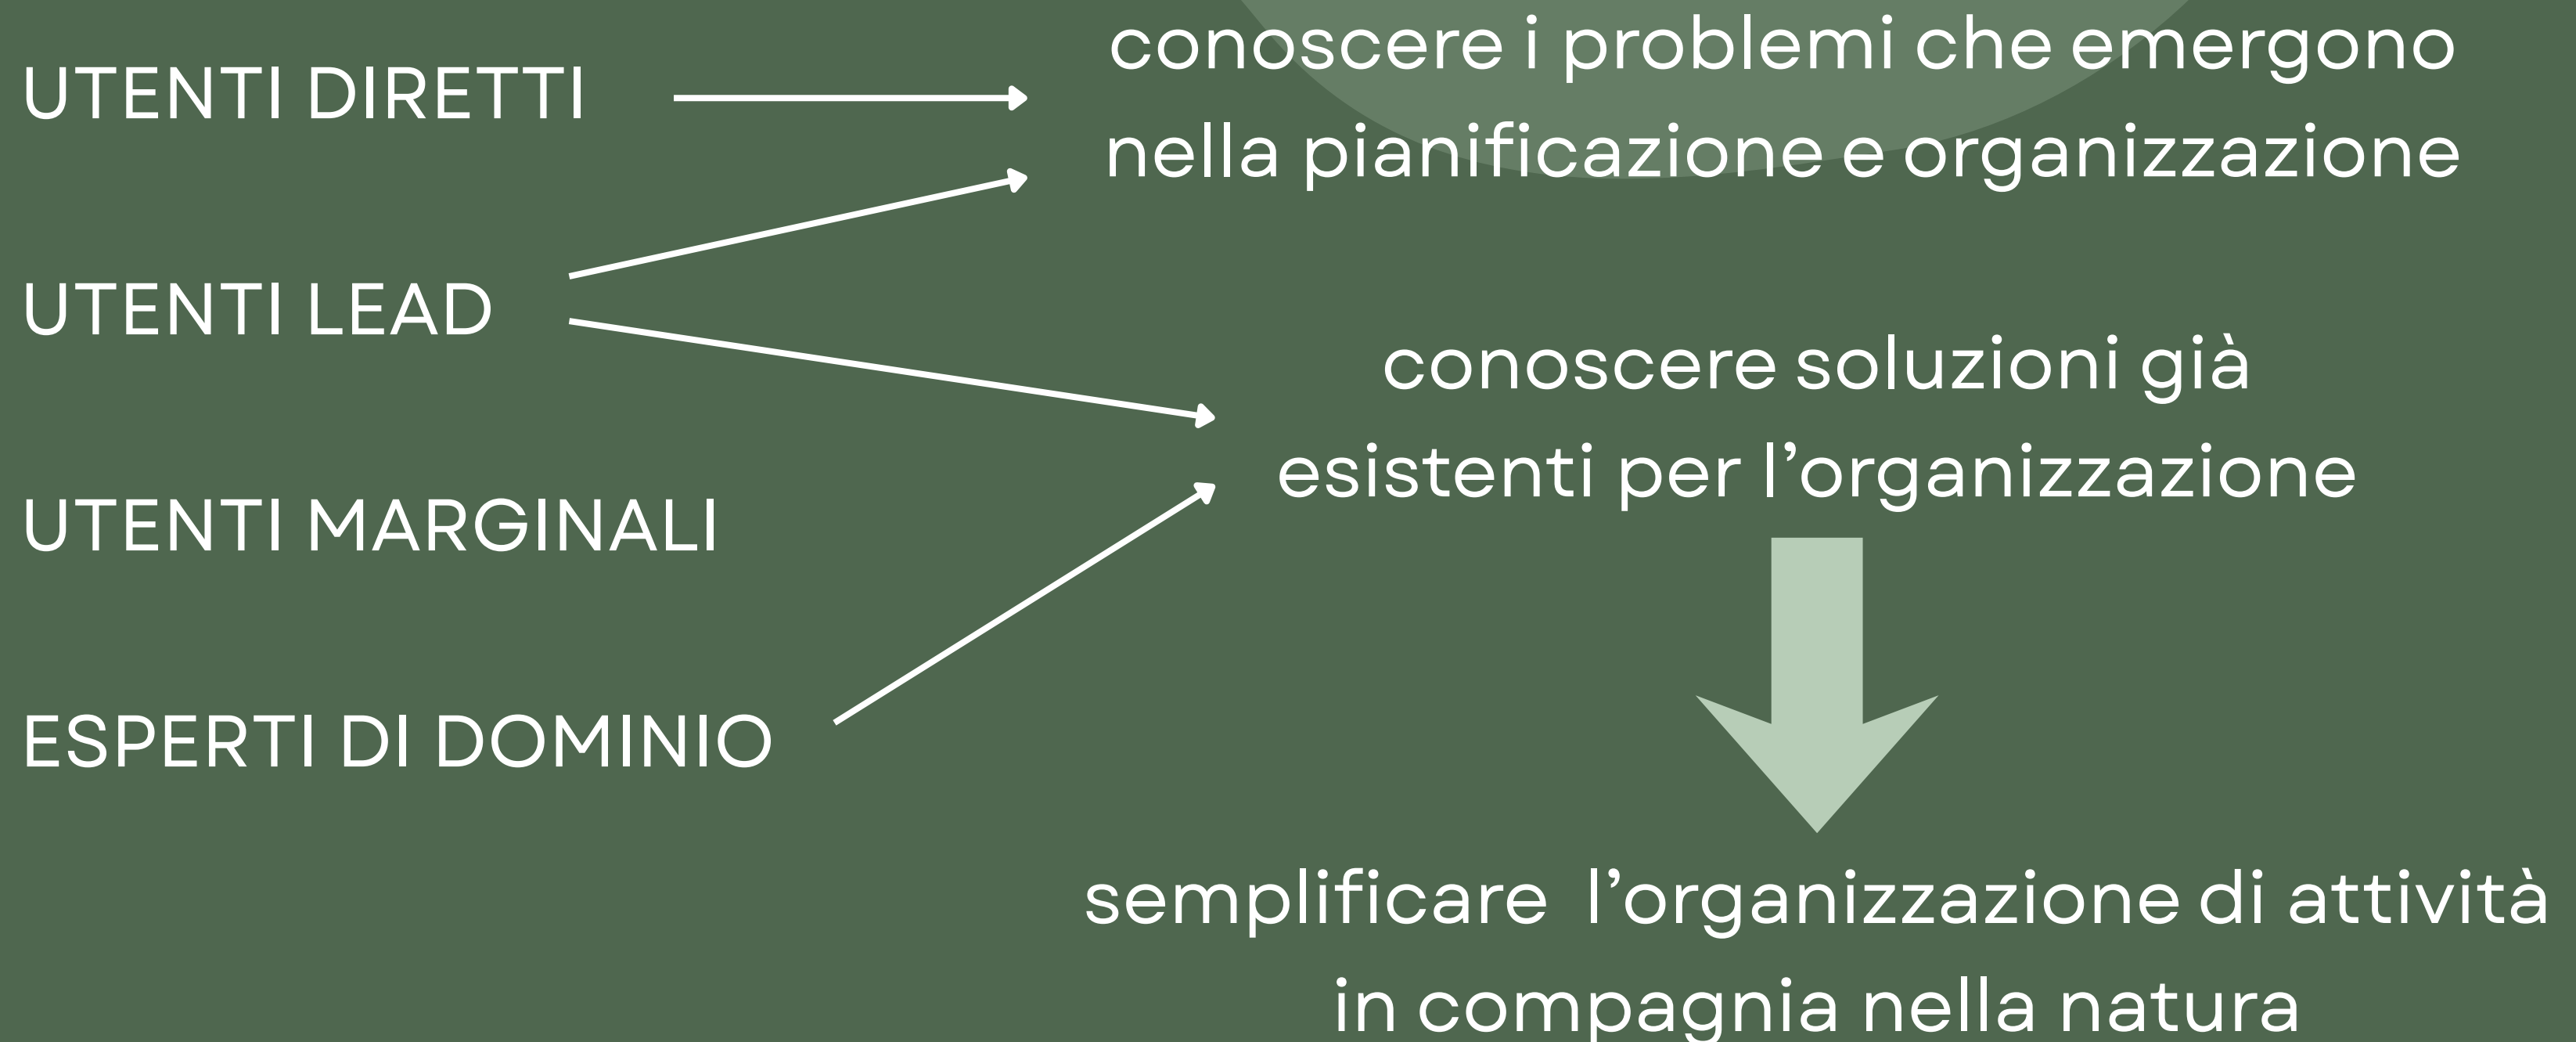 UTENTI DIRETTI
UTENTI LEAD
UTENTI MARGINALI
ESPERTI DI DOMINIO
conoscere i problemi che emergono
nella pianificazione e organizzazione
conoscere soluzioni già
esistenti per l’organizzazione
semplificare l’organizzazione di attività
in compagnia nella natura